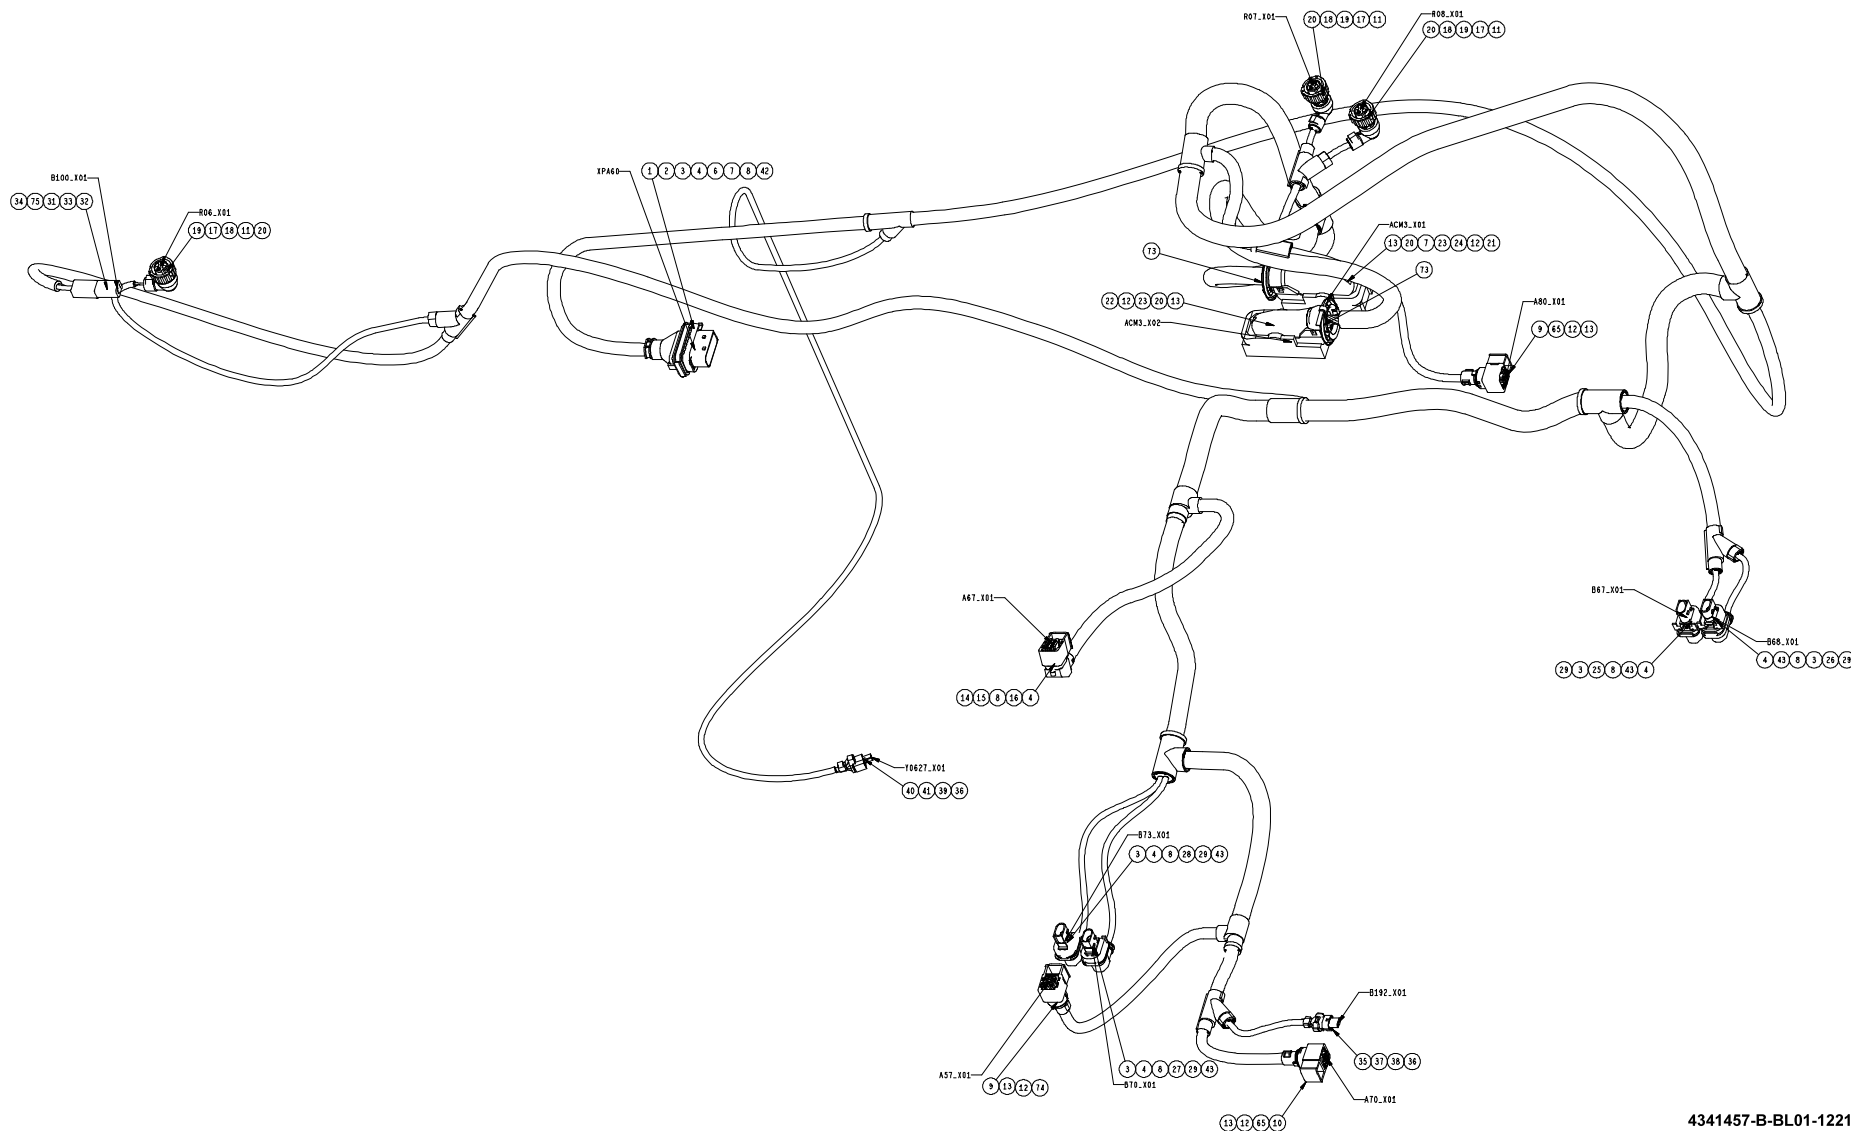 R07_X01
20 18 19 17 11
R08_X01
20 18 19 17 11
B100_X01
34 75 31 33 32
R06_X01
19 17 18 11 20
XPA60
1 2 3 4 6 7 8 42
ACM3_X01
13 20 7 23 24 12 21
73
73
22 12 23 20 13
ACM3_X02
A80_X01
9 65 12 13
A67_X01
14 15 8 16 4
B67_X01
29 3 25 8 43 4
B68_X01
4 43 8 3 26 29
Y0627_X01
40 41 39 36
B73_X01
3 4 8 28 29 43
A57_X01
9 13 12 74
3 4 8 27 29 43
B70_X01
B192_X01
35 37 38 36
A70_X01
13 12 65 10
4341457-B-BL01-1221